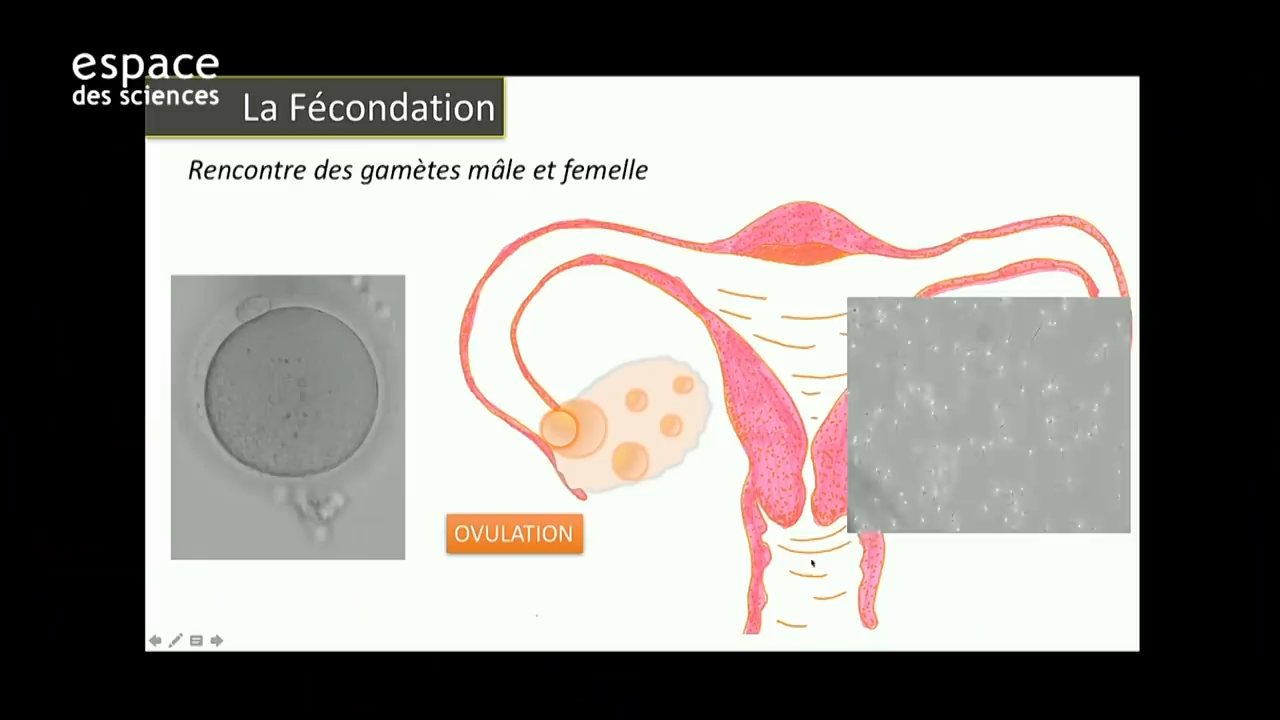 espace
des sciences
La Fécondation
Rencontre des gamètes mâle et femelle
OVULATION